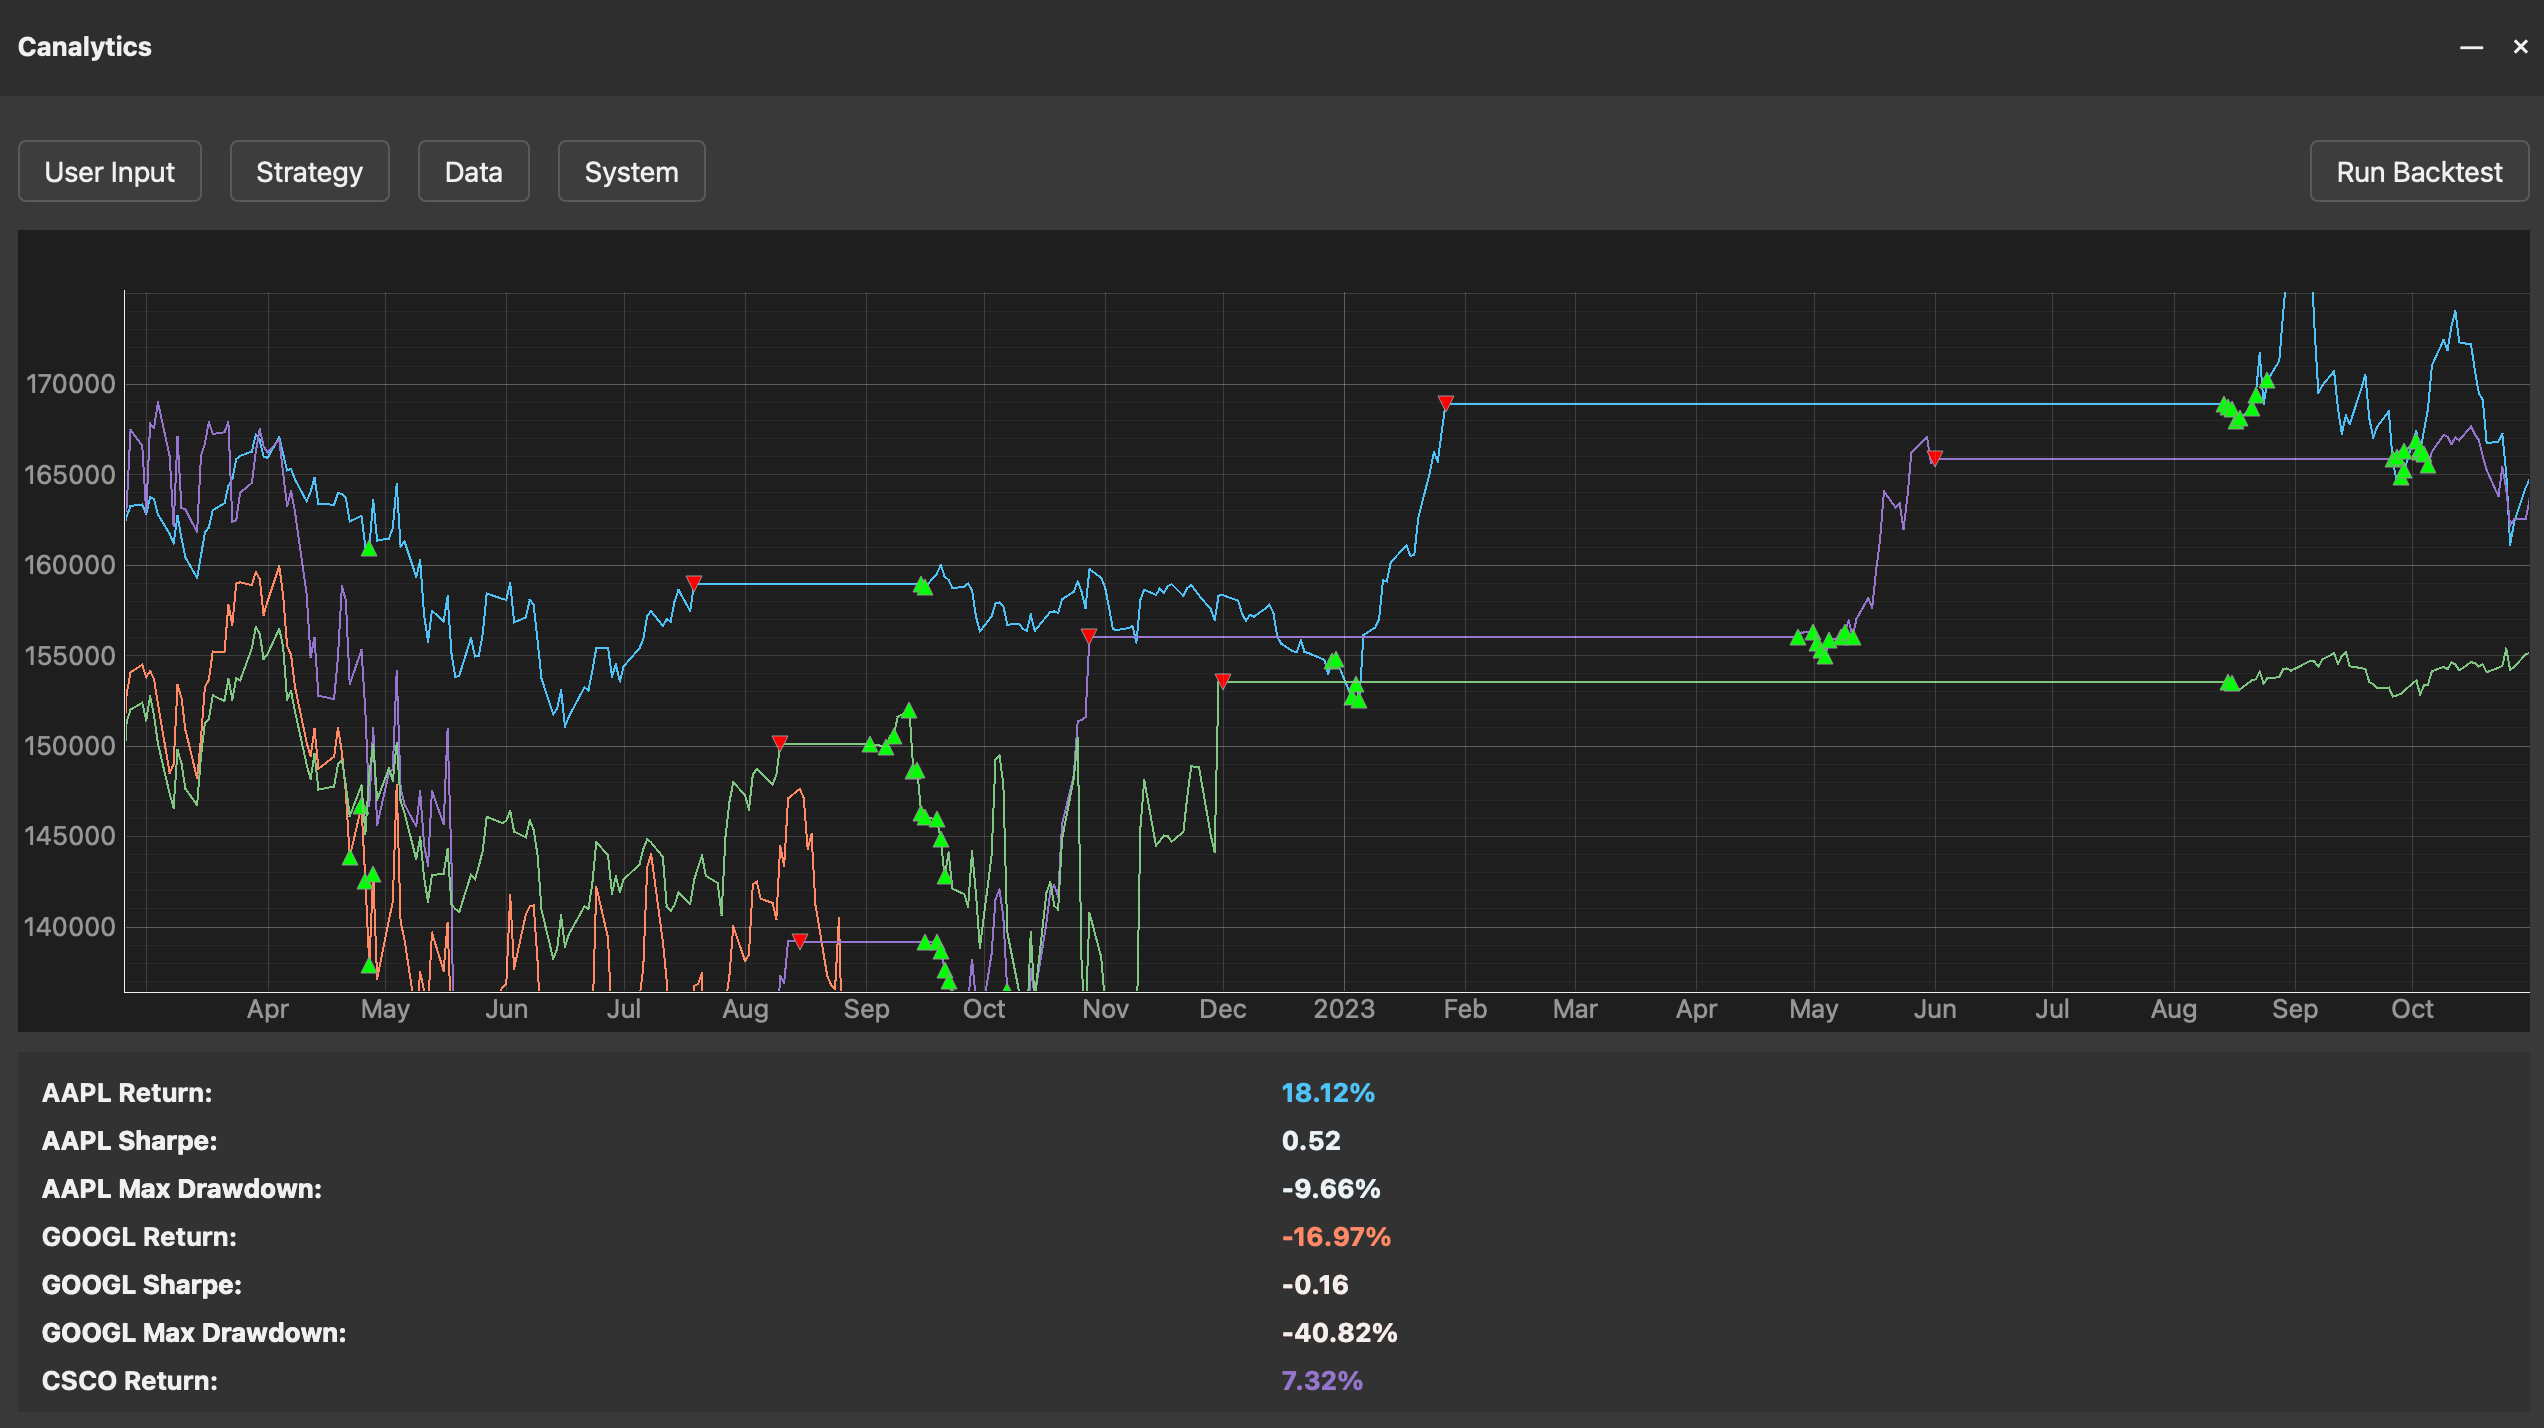 Canalytics
User Input Strategy Data System Run Backtest
170000
165000
160000
155000
150000
145000
140000
Apr May Jun Jul Aug Sep Oct Nov Dec 2023 Feb Mar Apr May Jun Jul Aug Sep Oct
AAPL Return: 18.12%
AAPL Sharpe: 0.52
AAPL Max Drawdown: -9.66%
GOOGL Return: -16.97%
GOOGL Sharpe: -0.16
GOOGL Max Drawdown: -40.82%
CSCO Return: 7.32%